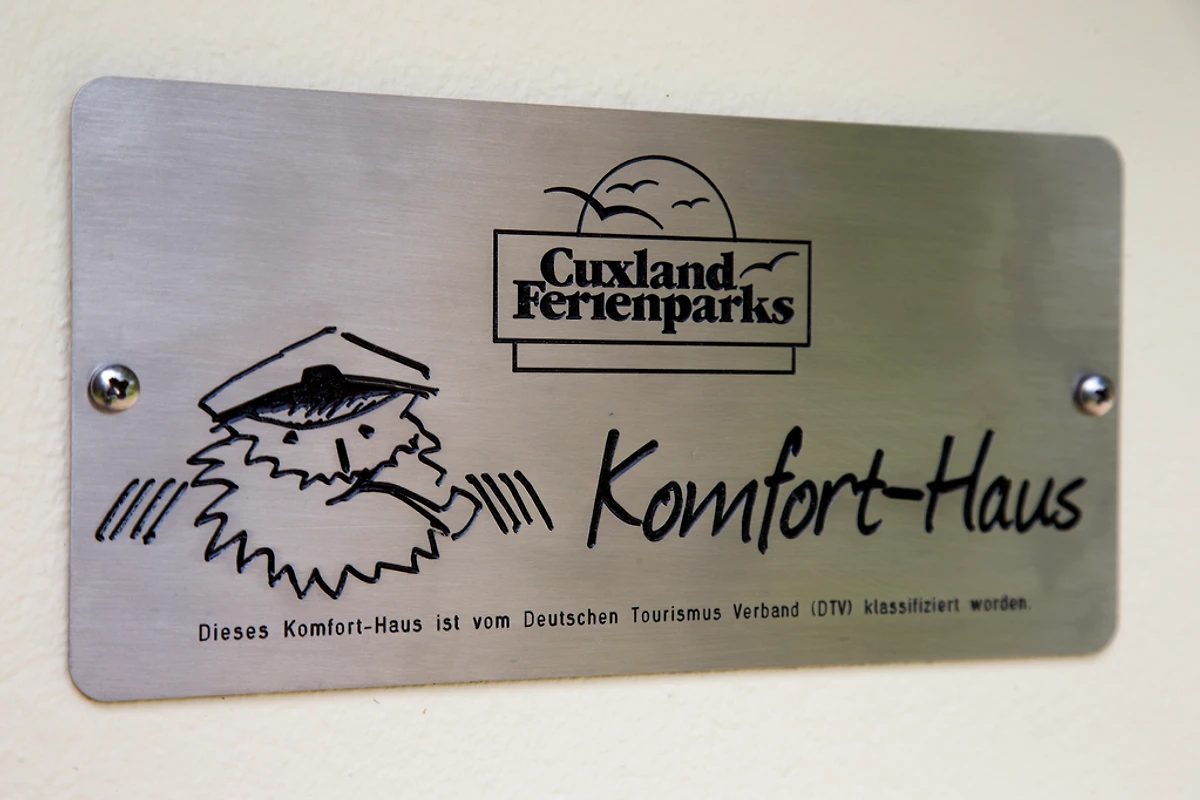 Cuxland
Ferienparks
Komfort-Haus
Dieses Komfort-Haus ist vom Deutschen Tourismus Verband (DTV) klassifiziert worden.